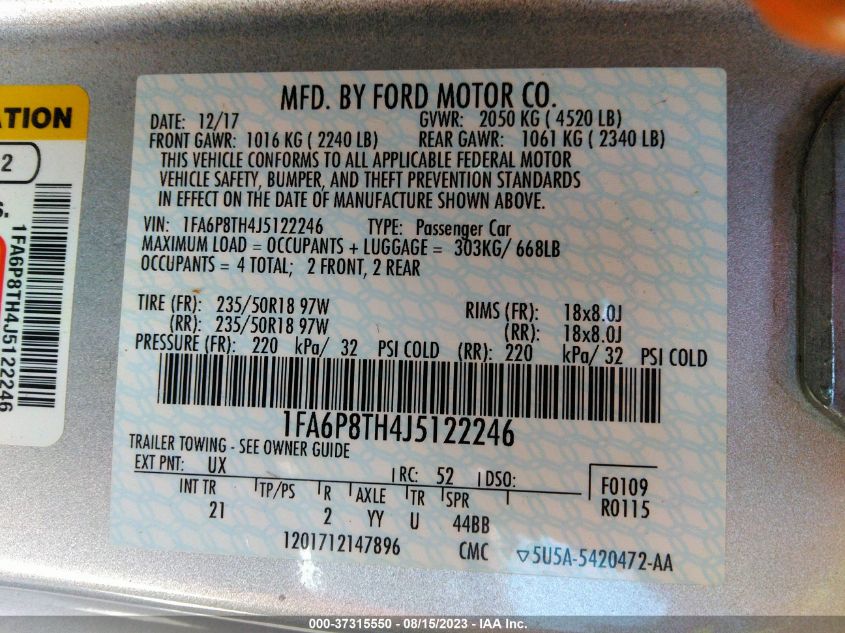 ATION
2
S.
1FA6P8TH4J5122246
MFD. BY FORD MOTOR CO.
DATE: 12/17 GVWR: 2050 KG ( 4520 LB)
FRONT GAWR: 1016 KG ( 2240 LB) REAR GAWR: 1061 KG ( 2340 LB)
THIS VEHICLE CONFORMS TO ALL APPLICABLE FEDERAL MOTOR
VEHICLE SAFETY, BUMPER, AND THEFT PREVENTION STANDARDS
IN EFFECT ON THE DATE OF MANUFACTURE SHOWN ABOVE.
VIN: 1FA6P8TH4J5122246 TYPE: Passenger Car
MAXIMUM LOAD = OCCUPANTS + LUGGAGE = 303KG/ 668LB
OCCUPANTS = 4 TOTAL; 2 FRONT, 2 REAR
TIRE (FR): 235/50R18 97W RIMS (FR): 18x8.0J
(RR): 235/50R18 97W (RR): 18x8.0J
PRESSURE (FR): 220 kPa/ 32 PSI COLD (RR): 220 kPa/ 32 PSI COLD
1FA6P8TH4J5122246
TRAILER TOWING - SEE OWNER GUIDE
EXT PNT: UX RC: 52 DSO: F0109
INT TR TP/PS R AXLE TR SPR R0115
21 2 YY U 44BB
1201712147896 CMC ▽5U5A-5420472-AA
000-37315550 - 08/15/2023 - IAA Inc.